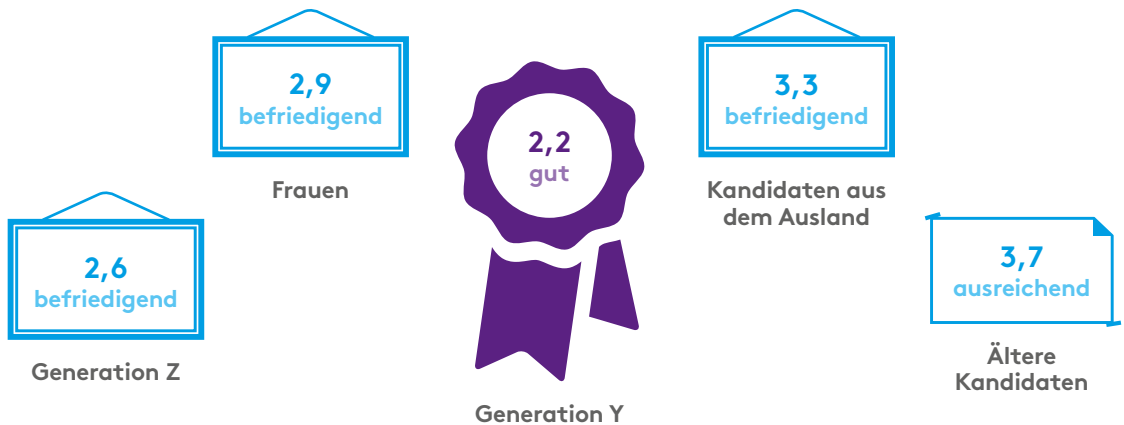 2,6
befriedigend
Generation Z
2,9
befriedigend
Frauen
2,2
gut
Generation Y
3,3
befriedigend
Kandidaten aus
dem Ausland
3,7
ausreichend
Ältere
Kandidaten